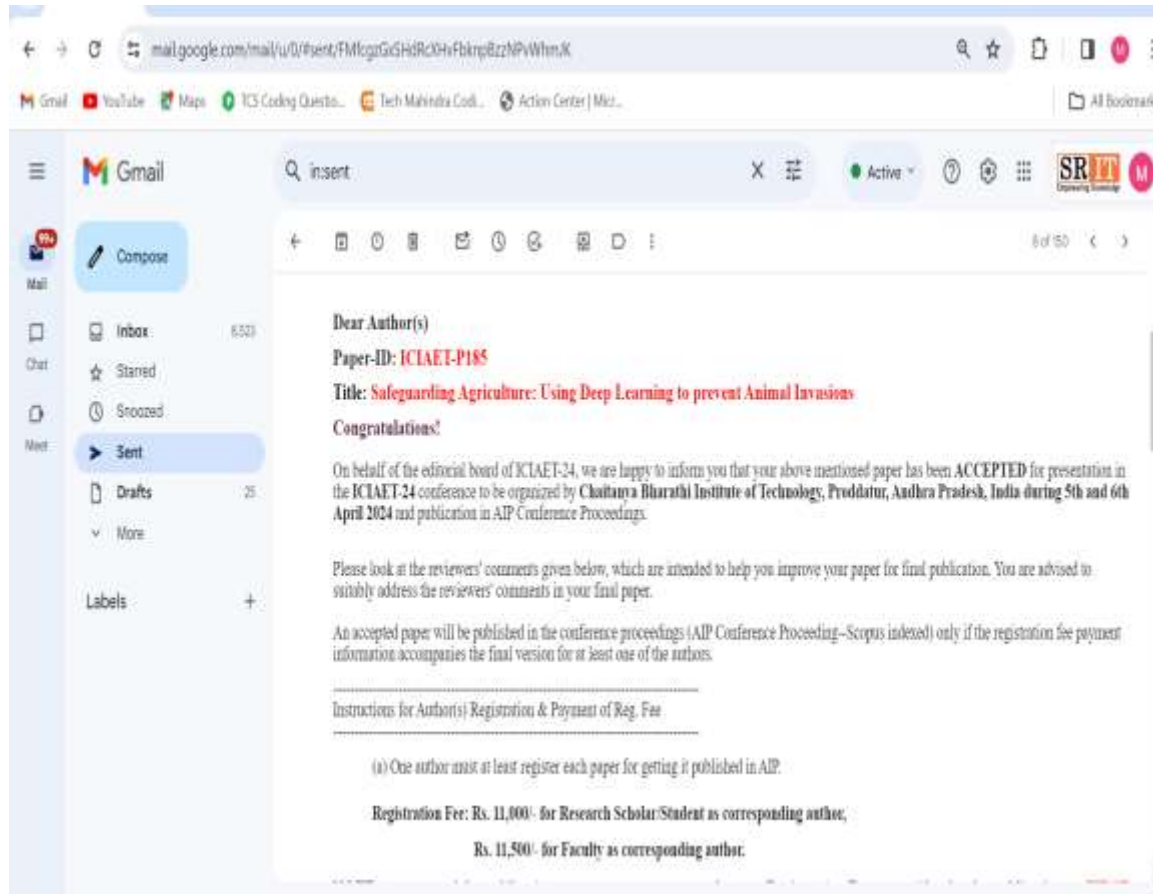 mail.google.com/mail/u/0/#sent/
Gmail YouTube Maps TCS Coding Questio... Tech Mahindra Codi... Action Center | Micr... All Bookmark
Gmail
in:sent
Active
SRIT
M
99+
Mail
Compose
8 of 150
Chat
Meet
Inbox 6,523
Starred
Snoozed
Sent
Drafts 25
More
Labels +
Dear Author(s)
Paper-ID: ICIAET-P185
Title: Safeguarding Agriculture: Using Deep Learning to prevent Animal Invasions
Congratulations!
On behalf of the editorial board of ICIAET-24, we are happy to inform you that your above mentioned paper has been ACCEPTED for presentation in
the ICIAET-24 conference to be organized by Chaitanya Bharathi Institute of Technology, Proddatur, Andhra Pradesh, India during 5th and 6th
April 2024 and publication in AIP Conference Proceedings.
Please look at the reviewers' comments given below, which are intended to help you improve your paper for final publication. You are advised to
suitably address the reviewers' comments in your final paper.
An accepted paper will be published in the conference proceedings (AIP Conference Proceeding–Scopus indexed) only if the registration fee payment
information accompanies the final version for at least one of the authors.
Instructions for Author(s) Registration & Payment of Reg. Fee
(a) One author must at least register each paper for getting it published in AIP.
Registration Fee: Rs. 11,000/- for Research Scholar/Student as corresponding author,
Rs. 11,500/- for Faculty as corresponding author.